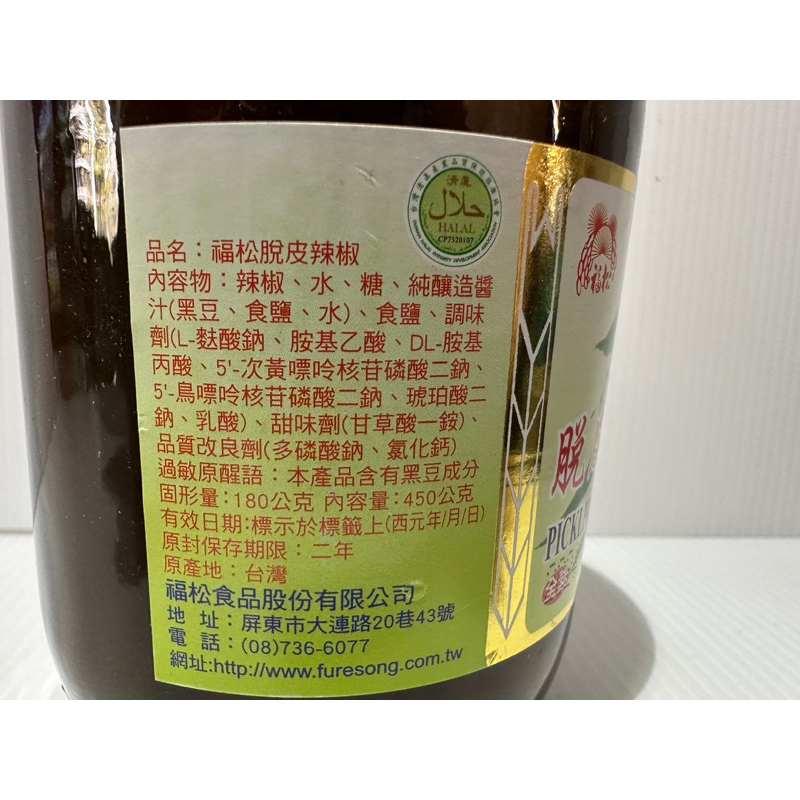 品名：福松脫皮辣椒
內容物：辣椒、水、糖、純釀造醬
汁(黑豆、食鹽、水)、食鹽、調味
劑(L-麩酸鈉、胺基乙酸、DL-胺基
丙酸、5'-次黃嘌呤核苷磷酸二鈉、
5'-鳥嘌呤核苷磷酸二鈉、琥珀酸二
鈉、乳酸)、甜味劑(甘草酸一銨)、
品質改良劑(多磷酸鈉、氯化鈣)
過敏原醒語：本產品含有黑豆成分
固形量:180公克 內容量:450公克
有效日期:標示於標籤上(西元年/月/日)
原封保存期限：二年
原產地：台灣
福松食品股份有限公司
地 址：屏東市大連路20巷43號
電 話：(08)736-6077
網址:http://www.furesong.com.tw
حلال
HALAL
CP7520107
福松
脫
全素